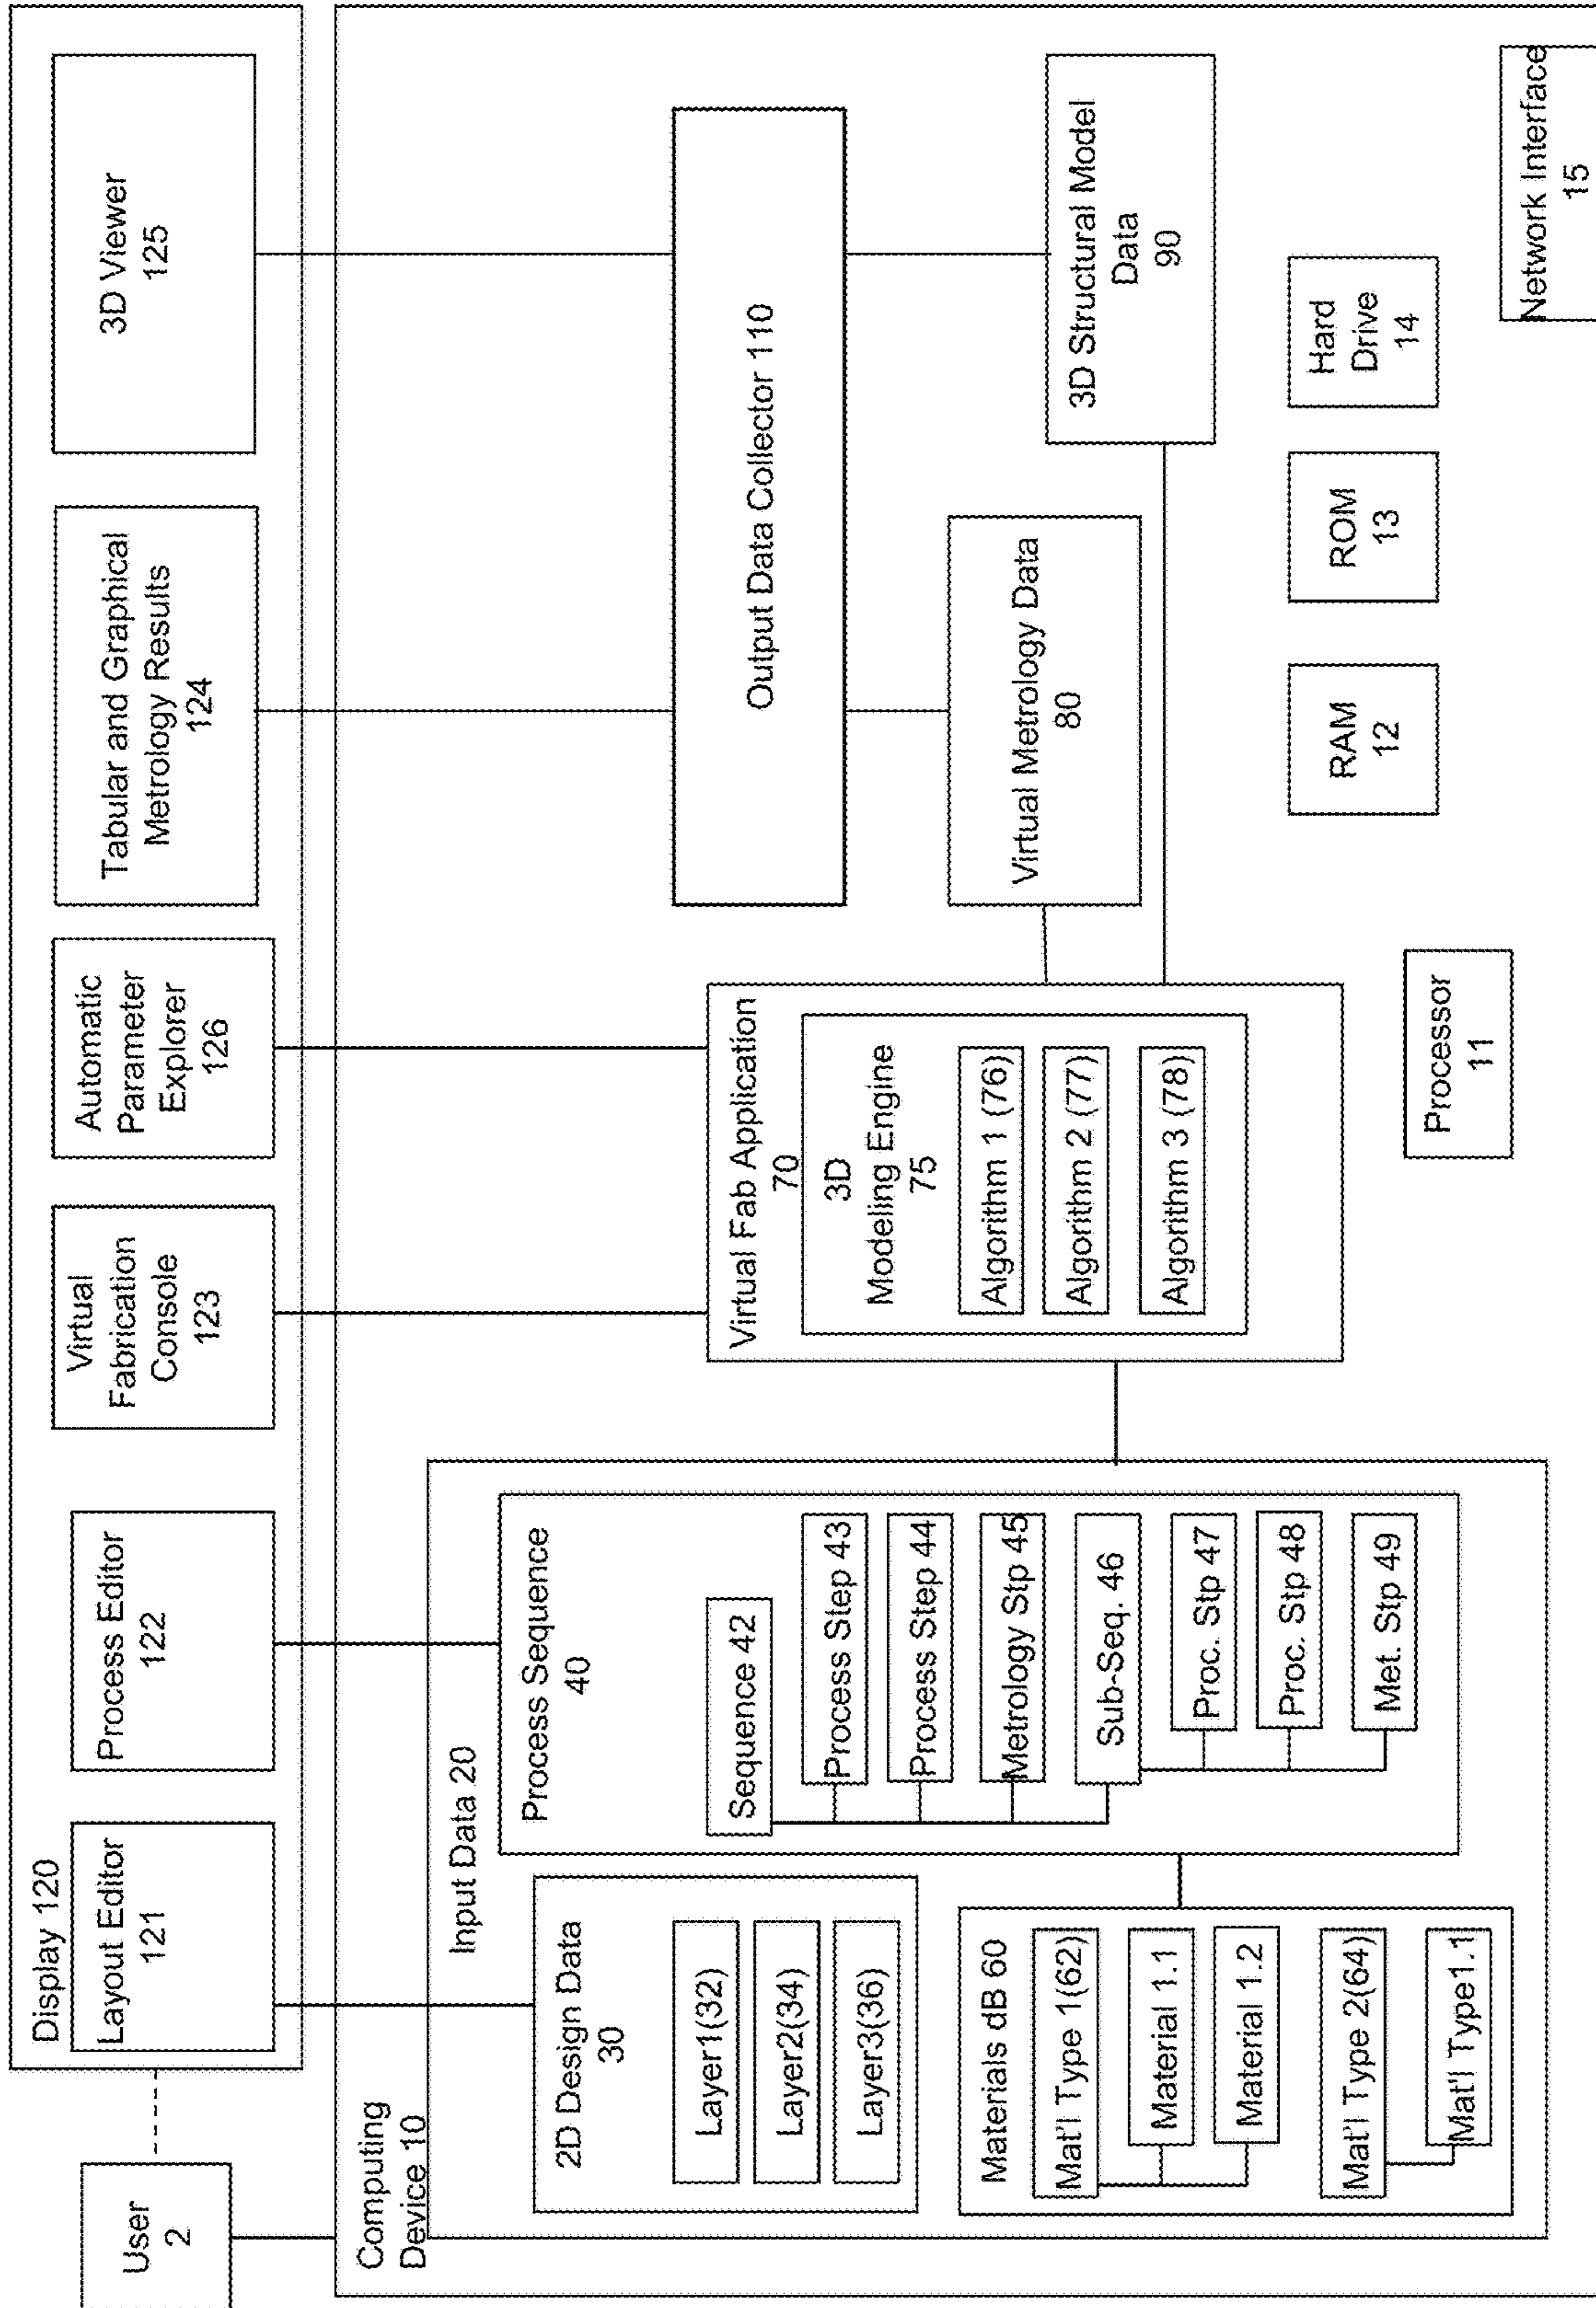 User
2
Display 120
Layout Editor
121
Process Editor
122
Virtual
Fabrication
Console
123
Automatic
Parameter
Explorer
126
Tabular and Graphical
Metrology Results
124
3D Viewer
125
Computing
Device 10
Input Data 20
2D Design Data
30
Layer1(32)
Layer2(34)
Layer3(36)
Materials dB 60
Mat'l Type 1(62)
Material 1.1
Material 1.2
Mat'l Type 2(64)
Mat'l Type1.1
Process Sequence
40
Sequence 42
Process Step 43
Process Step 44
Metrology Stp 45
Sub-Seq. 46
Proc. Stp 47
Proc. Stp 48
Met. Stp 49
Virtual Fab Application
70
3D
Modeling Engine
75
Algorithm 1 (76)
Algorithm 2 (77)
Algorithm 3 (78)
Output Data Collector 110
Virtual Metrology Data
80
3D Structural Model
Data
90
Processor
11
RAM
12
ROM
13
Hard
Drive
14
Network Interface
15